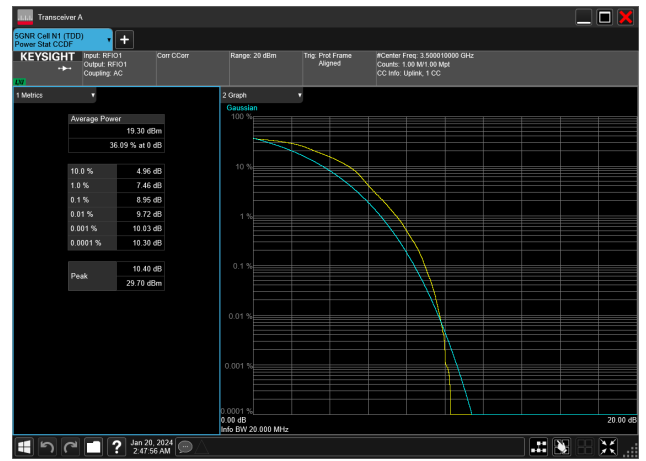 Transceiver A
5GNR Cell N1 (TDD)
Power Stat CCDF
KEYSIGHT
Input: RFIO1
Output: RFIO1
Coupling: AC
Corr CCorr
Range: 20 dBm
Trig: Prot Frame
Aligned
#Center Freq: 3.500010000 GHz
Counts: 1.00 M/1.00 Mpt
CC Info: Uplink, 1 CC
1 Metrics
Average Power
19.30 dBm
36.09 % at 0 dB
10.0 % 4.96 dB
1.0 % 7.46 dB
0.1 % 8.95 dB
0.01 % 9.72 dB
0.001 % 10.03 dB
0.0001 % 10.30 dB
Peak
10.40 dB
29.70 dBm
2 Graph
Gaussian
100 %
10 %
1 %
0.1 %
0.01 %
0.001 %
0.0001 %
0.00 dB
20.00 dB
Info BW 20.000 MHz
Jan 20, 2024
2:47:56 AM